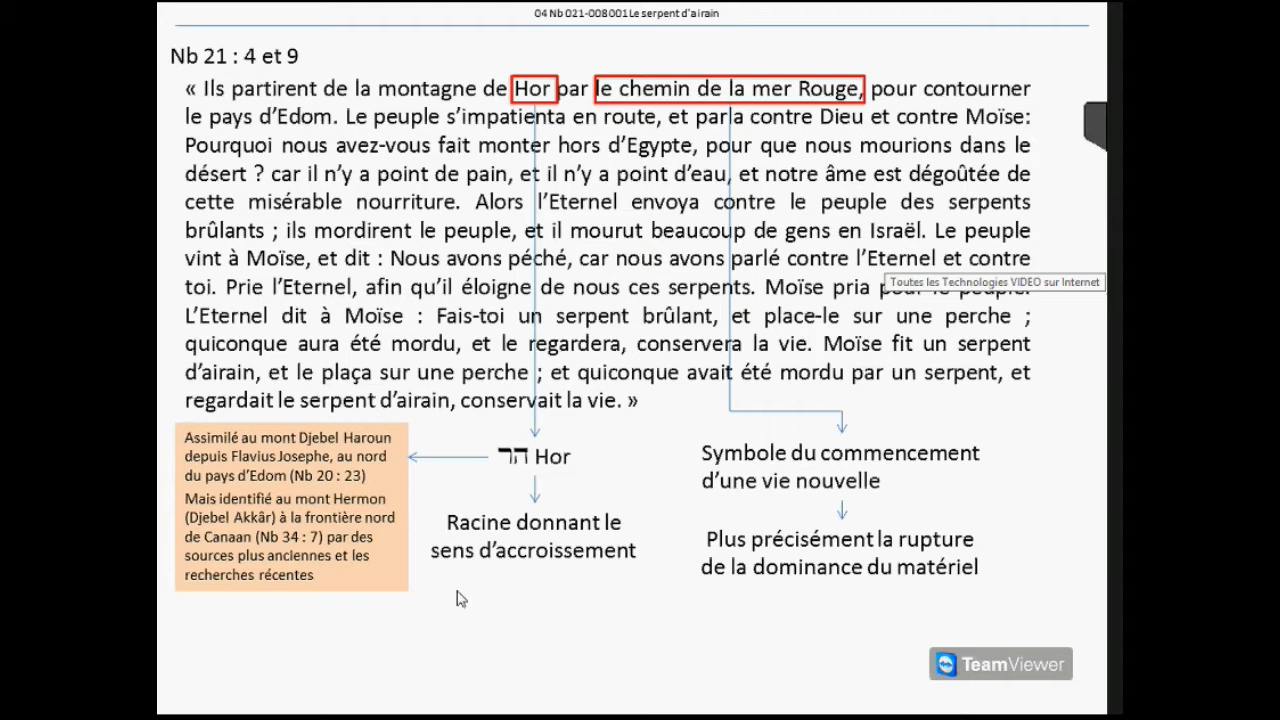 04 Nb 021-008001Le serpent d'airain
Nb 21 : 4 et 9
« Ils partirent de la montagne de Hor par le chemin de la mer Rouge, pour contourner
le pays d’Edom. Le peuple s’impatienta en route, et parla contre Dieu et contre Moïse:
Pourquoi nous avez-vous fait monter hors d’Egypte, pour que nous mourions dans le
désert ? car il n’y a point de pain, et il n’y a point d’eau, et notre âme est dégoûtée de
cette misérable nourriture. Alors l’Eternel envoya contre le peuple des serpents
brûlants ; ils mordirent le peuple, et il mourut beaucoup de gens en Israël. Le peuple
vint à Moïse, et dit : Nous avons péché, car nous avons parlé contre l’Eternel et contre
toi. Prie l’Eternel, afin qu’il éloigne de nous ces serpents. Moïse pria pour le peuple.
Toutes les Technologies VIDEO sur Internet
L’Eternel dit à Moïse : Fais-toi un serpent brûlant, et place-le sur une perche ;
quiconque aura été mordu, et le regardera, conservera la vie. Moïse fit un serpent
d’airain, et le plaça sur une perche ; et quiconque avait été mordu par un serpent, et
regardait le serpent d’airain, conservait la vie. »
Assimilé au mont Djebel Haroun
depuis Flavius Josephe, au nord
du pays d’Edom (Nb 20 : 23)
Mais identifié au mont Hermon
(Djebel Akkâr) à la frontière nord
de Canaan (Nb 34 : 7) par des
sources plus anciennes et les
recherches récentes
הר Hor
Racine donnant le
sens d’accroissement
Symbole du commencement
d’une vie nouvelle
Plus précisément la rupture
de la dominance du matériel
TeamViewer